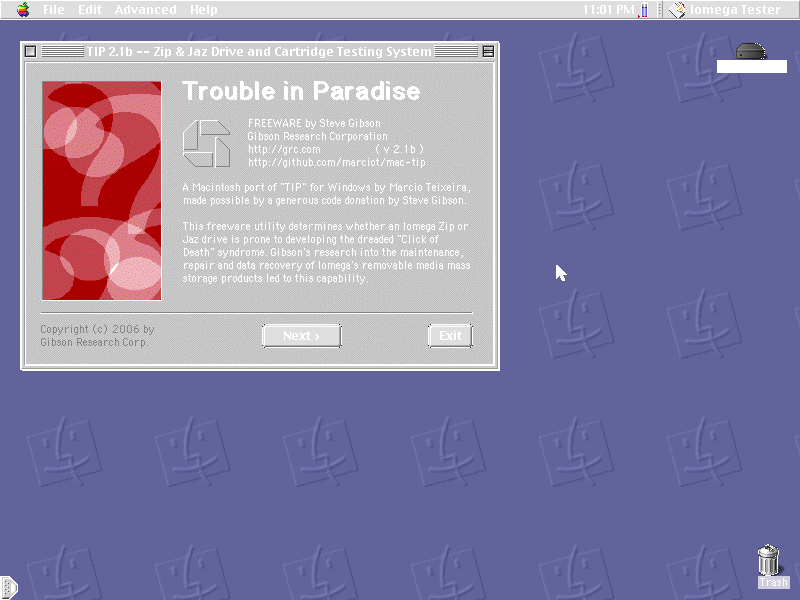 File Edit Advanced Help 11:01 PM Iomega Tester
TIP 2.1b -- Zip & Jaz Drive and Cartridge Testing System
Trouble in Paradise
FREEWARE by Steve Gibson
Gibson Research Corporation
http://grc.com ( v 2.1b )
http://github.com/marciot/mac-tip
A Macintosh port of "TIP" for Windows by Marcio Teixeira,
made possible by a generous code donation by Steve Gibson.
This freeware utility determines whether an Iomega Zip or
Jaz drive is prone to developing the dreaded "Click of
Death" syndrome. Gibson's research into the maintenance,
repair and data recovery of Iomega's removable media mass
storage products led to this capability.
Copyright (c) 2006 by
Gibson Research Corp.
Next >
Exit
Trash